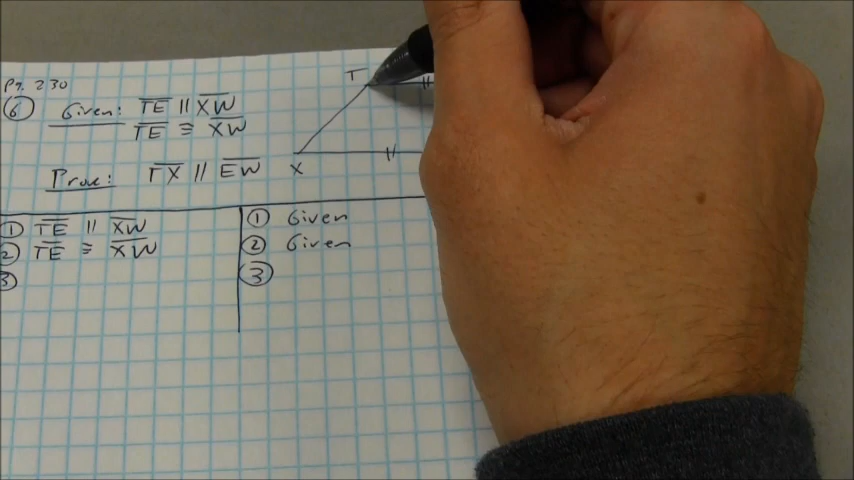 Pg. 230
6 Given: TE || XW
TE ≅ XW
Prove: TX || EW
T
X
1 TE || XW 1 Given
2 TE ≅ XW 2 Given
3 3